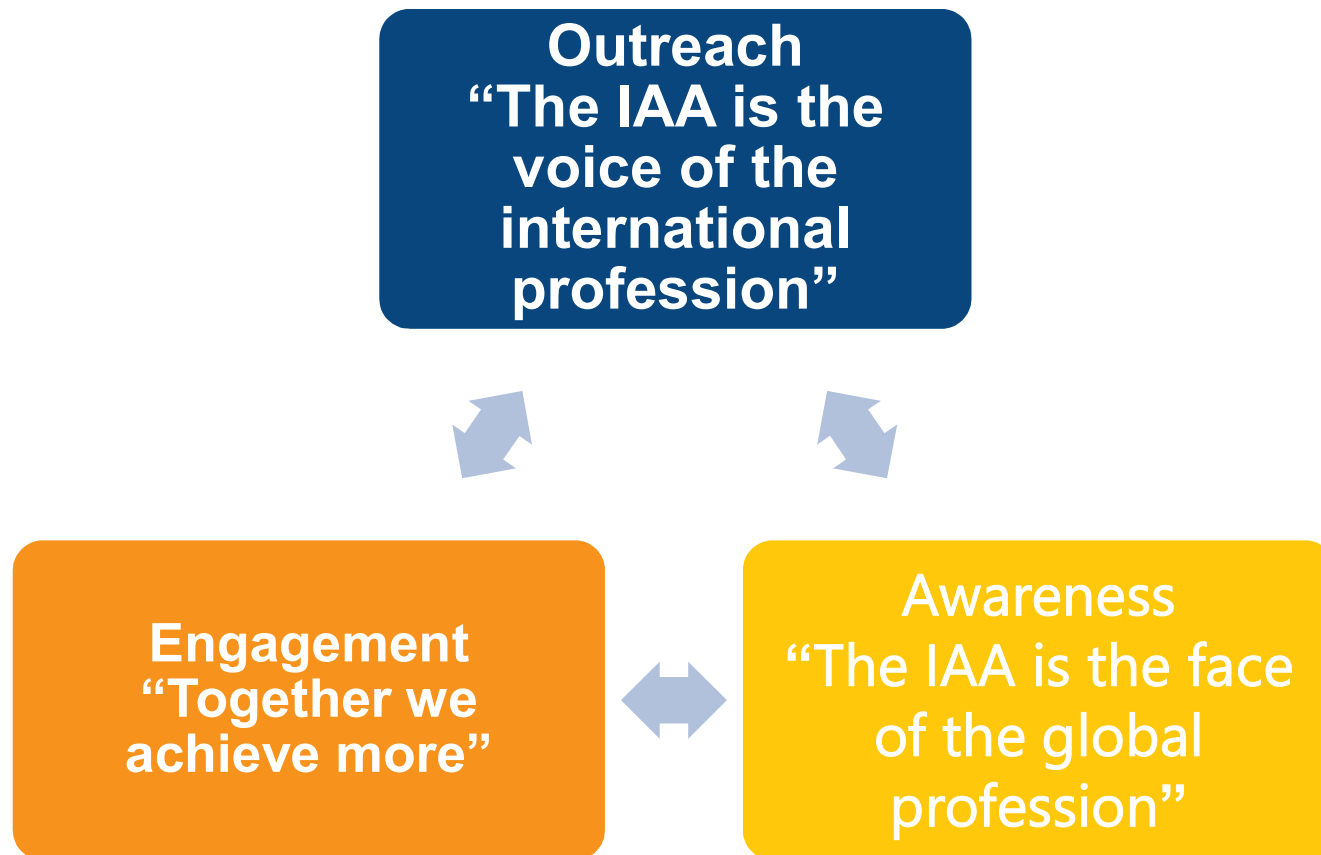 Outreach
“The IAA is the
voice of the
international
profession”
Engagement
“Together we
achieve more”
Awareness
“The IAA is the face
of the global
profession”